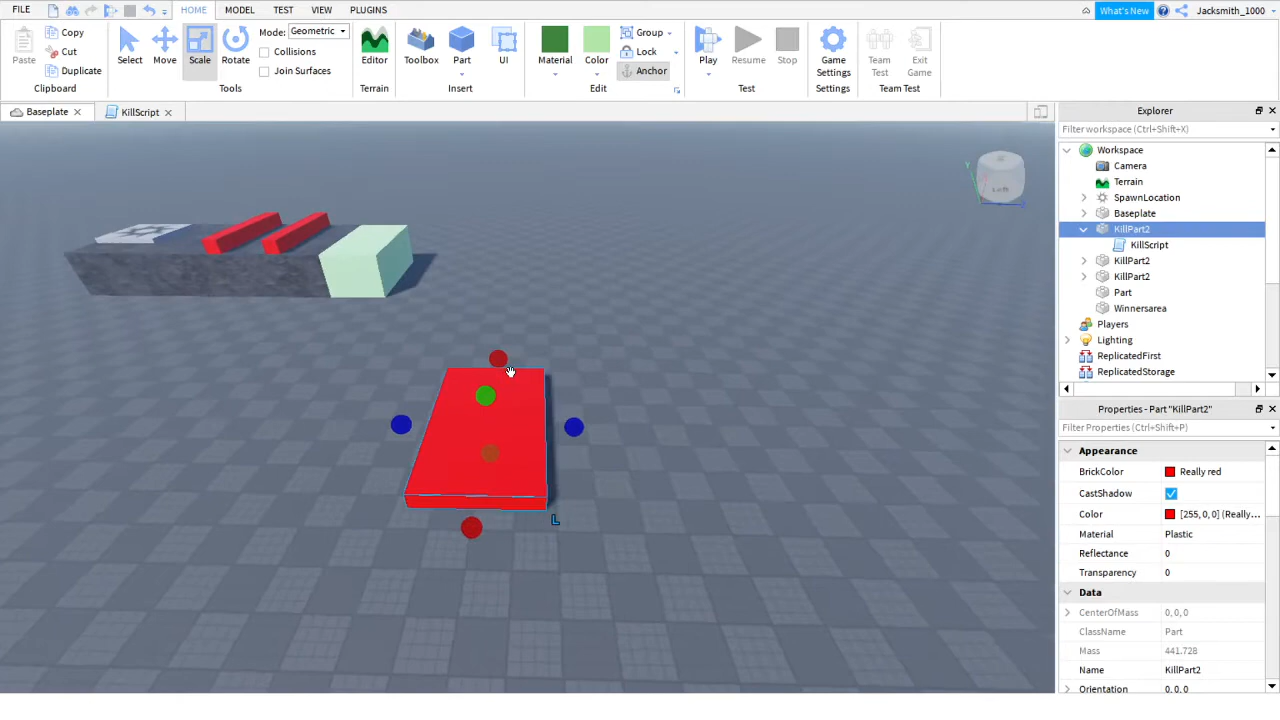 FILE HOME MODEL TEST VIEW PLUGINS What's New Jacksmith_1000
Paste Copy Cut Duplicate Clipboard
Select Move Scale Rotate Mode: Geometric Collisions Join Surfaces Tools
Editor Terrain
Toolbox Part UI Insert
Material Color Group Lock Anchor Edit
Play Resume Stop Test
Game Settings Settings
Team Test Exit Game Team Test
Baseplate KillScript
Left
L
Explorer
Filter workspace (Ctrl+Shift+X)
Workspace
Camera
Terrain
SpawnLocation
Baseplate
KillPart2
KillScript
KillPart2
KillPart2
Part
Winnersarea
Players
Lighting
ReplicatedFirst
ReplicatedStorage
Properties - Part "KillPart2"
Filter Properties (Ctrl+Shift+P)
Appearance
BrickColor Really red
CastShadow
Color [255, 0, 0] (Really...
Material Plastic
Reflectance 0
Transparency 0
Data
CenterOfMass 0, 0, 0
ClassName Part
Mass 441.728
Name KillPart2
Orientation 0, 0, 0